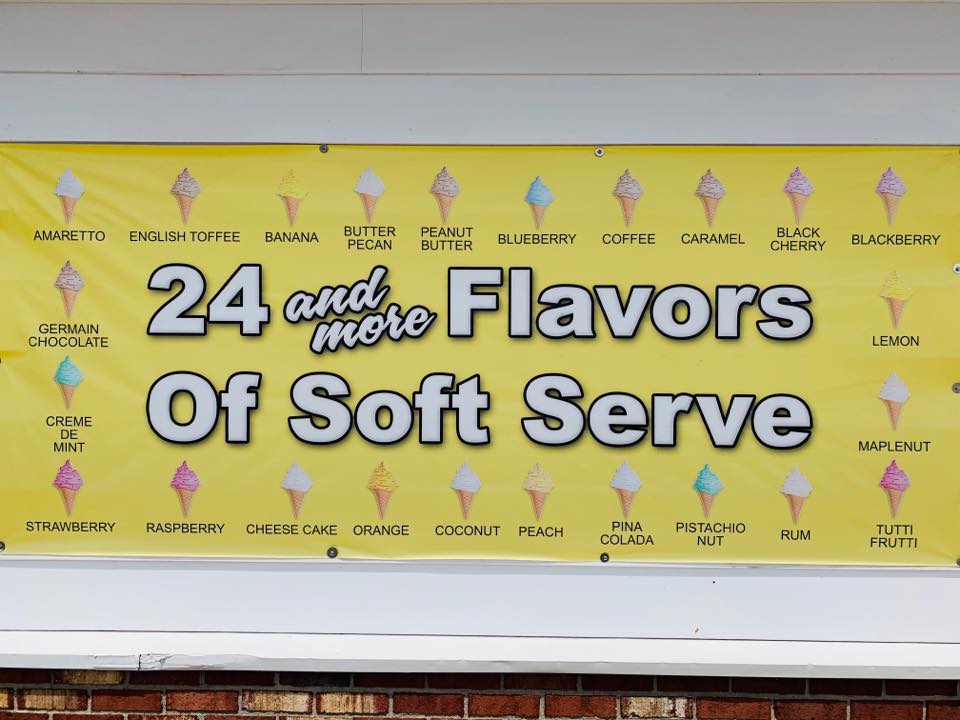 AMARETTO
ENGLISH TOFFEE
BANANA
BUTTER
PECAN
PEANUT
BUTTER
BLUEBERRY
COFFEE
CARAMEL
BLACK
CHERRY
BLACKBERRY
GERMAIN
CHOCOLATE
24 and more Flavors
LEMON
CREME
DE
MINT
Of Soft Serve
MAPLENUT
STRAWBERRY
RASPBERRY
CHEESE CAKE
ORANGE
COCONUT
PEACH
PINA
COLADA
PISTACHIO
NUT
RUM
TUTTI
FRUTTI